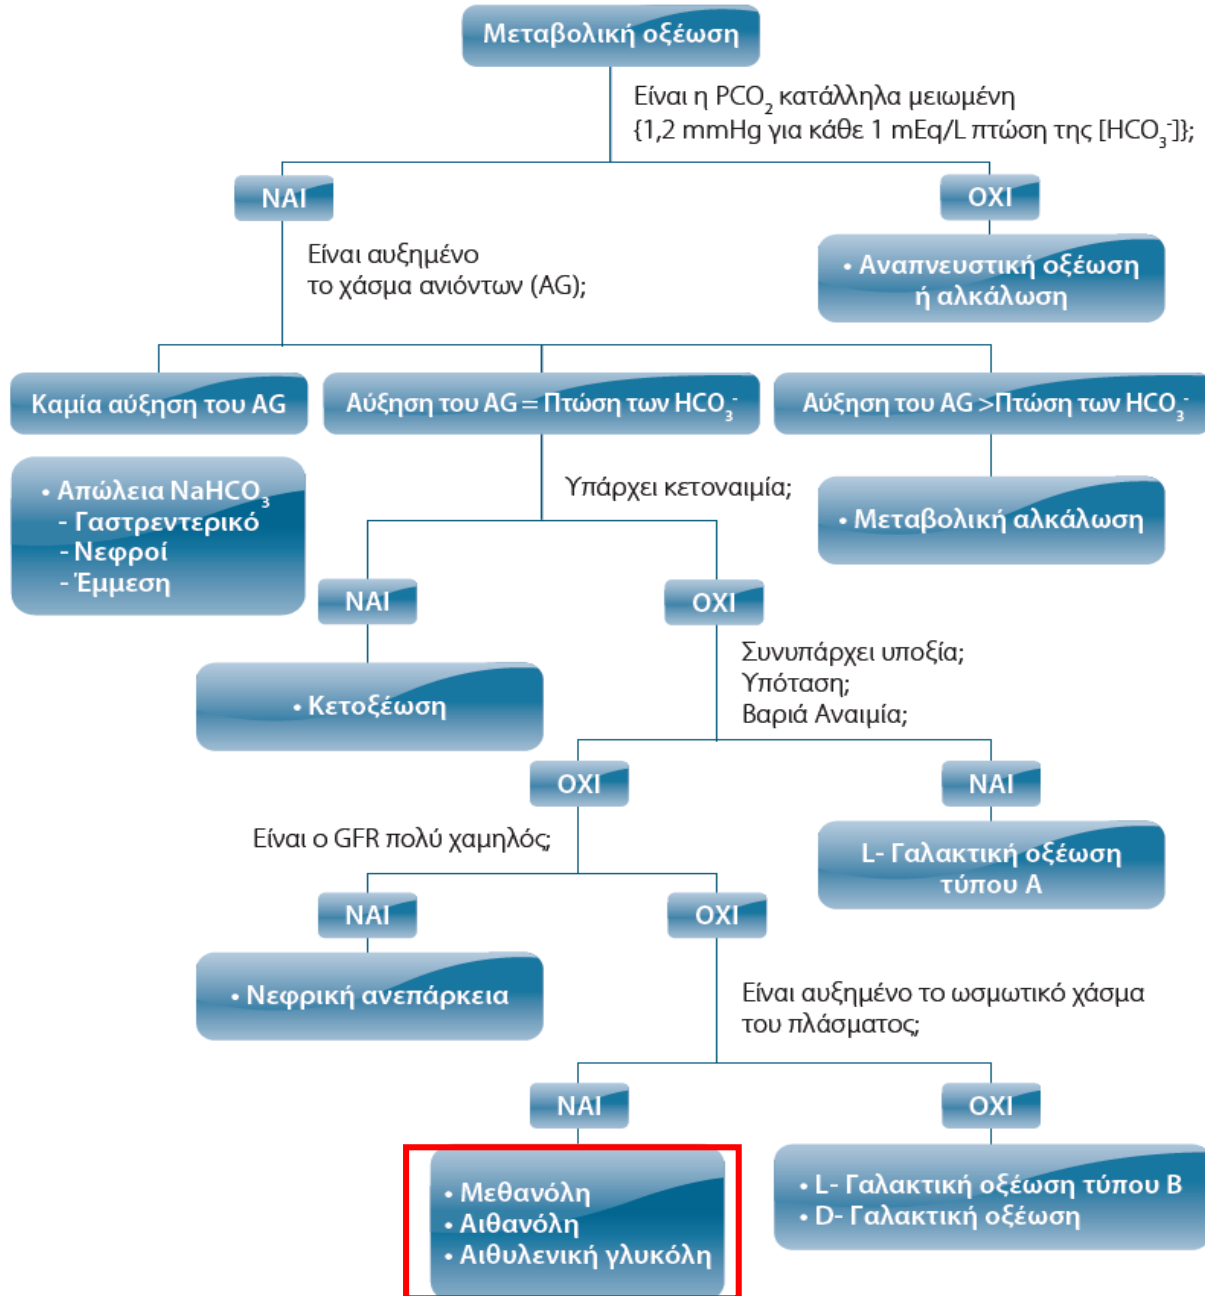 Μεταβολική οξέωση
Είναι η PCO₂ κατάλληλα μειωμένη
{1,2 mmHg για κάθε 1 mEq/L πτώση της [HCO₃⁻]};
ΝΑΙ
ΟΧΙ
Είναι αυξημένο
το χάσμα ανιόντων (AG);
• Αναπνευστική οξέωση
ή αλκάλωση
Καμία αύξηση του AG
Αύξηση του AG = Πτώση των HCO₃⁻
Αύξηση του AG >Πτώση των HCO₃⁻
• Απώλεια NaHCO₃
- Γαστρεντερικό
- Νεφροί
- Έμμεση
Υπάρχει κετοναιμία;
• Μεταβολική αλκάλωση
ΝΑΙ
ΟΧΙ
• Κετοξέωση
Συνυπάρχει υποξία;
Υπόταση;
Βαριά Αναιμία;
ΟΧΙ
ΝΑΙ
Είναι ο GFR πολύ χαμηλός;
L- Γαλακτική οξέωση
τύπου Α
ΝΑΙ
ΟΧΙ
• Νεφρική ανεπάρκεια
Είναι αυξημένο το ωσμωτικό χάσμα
του πλάσματος;
ΝΑΙ
ΟΧΙ
• Μεθανόλη
• Αιθανόλη
• Αιθυλενική γλυκόλη
• L- Γαλακτική οξέωση τύπου Β
• D- Γαλακτική οξέωση